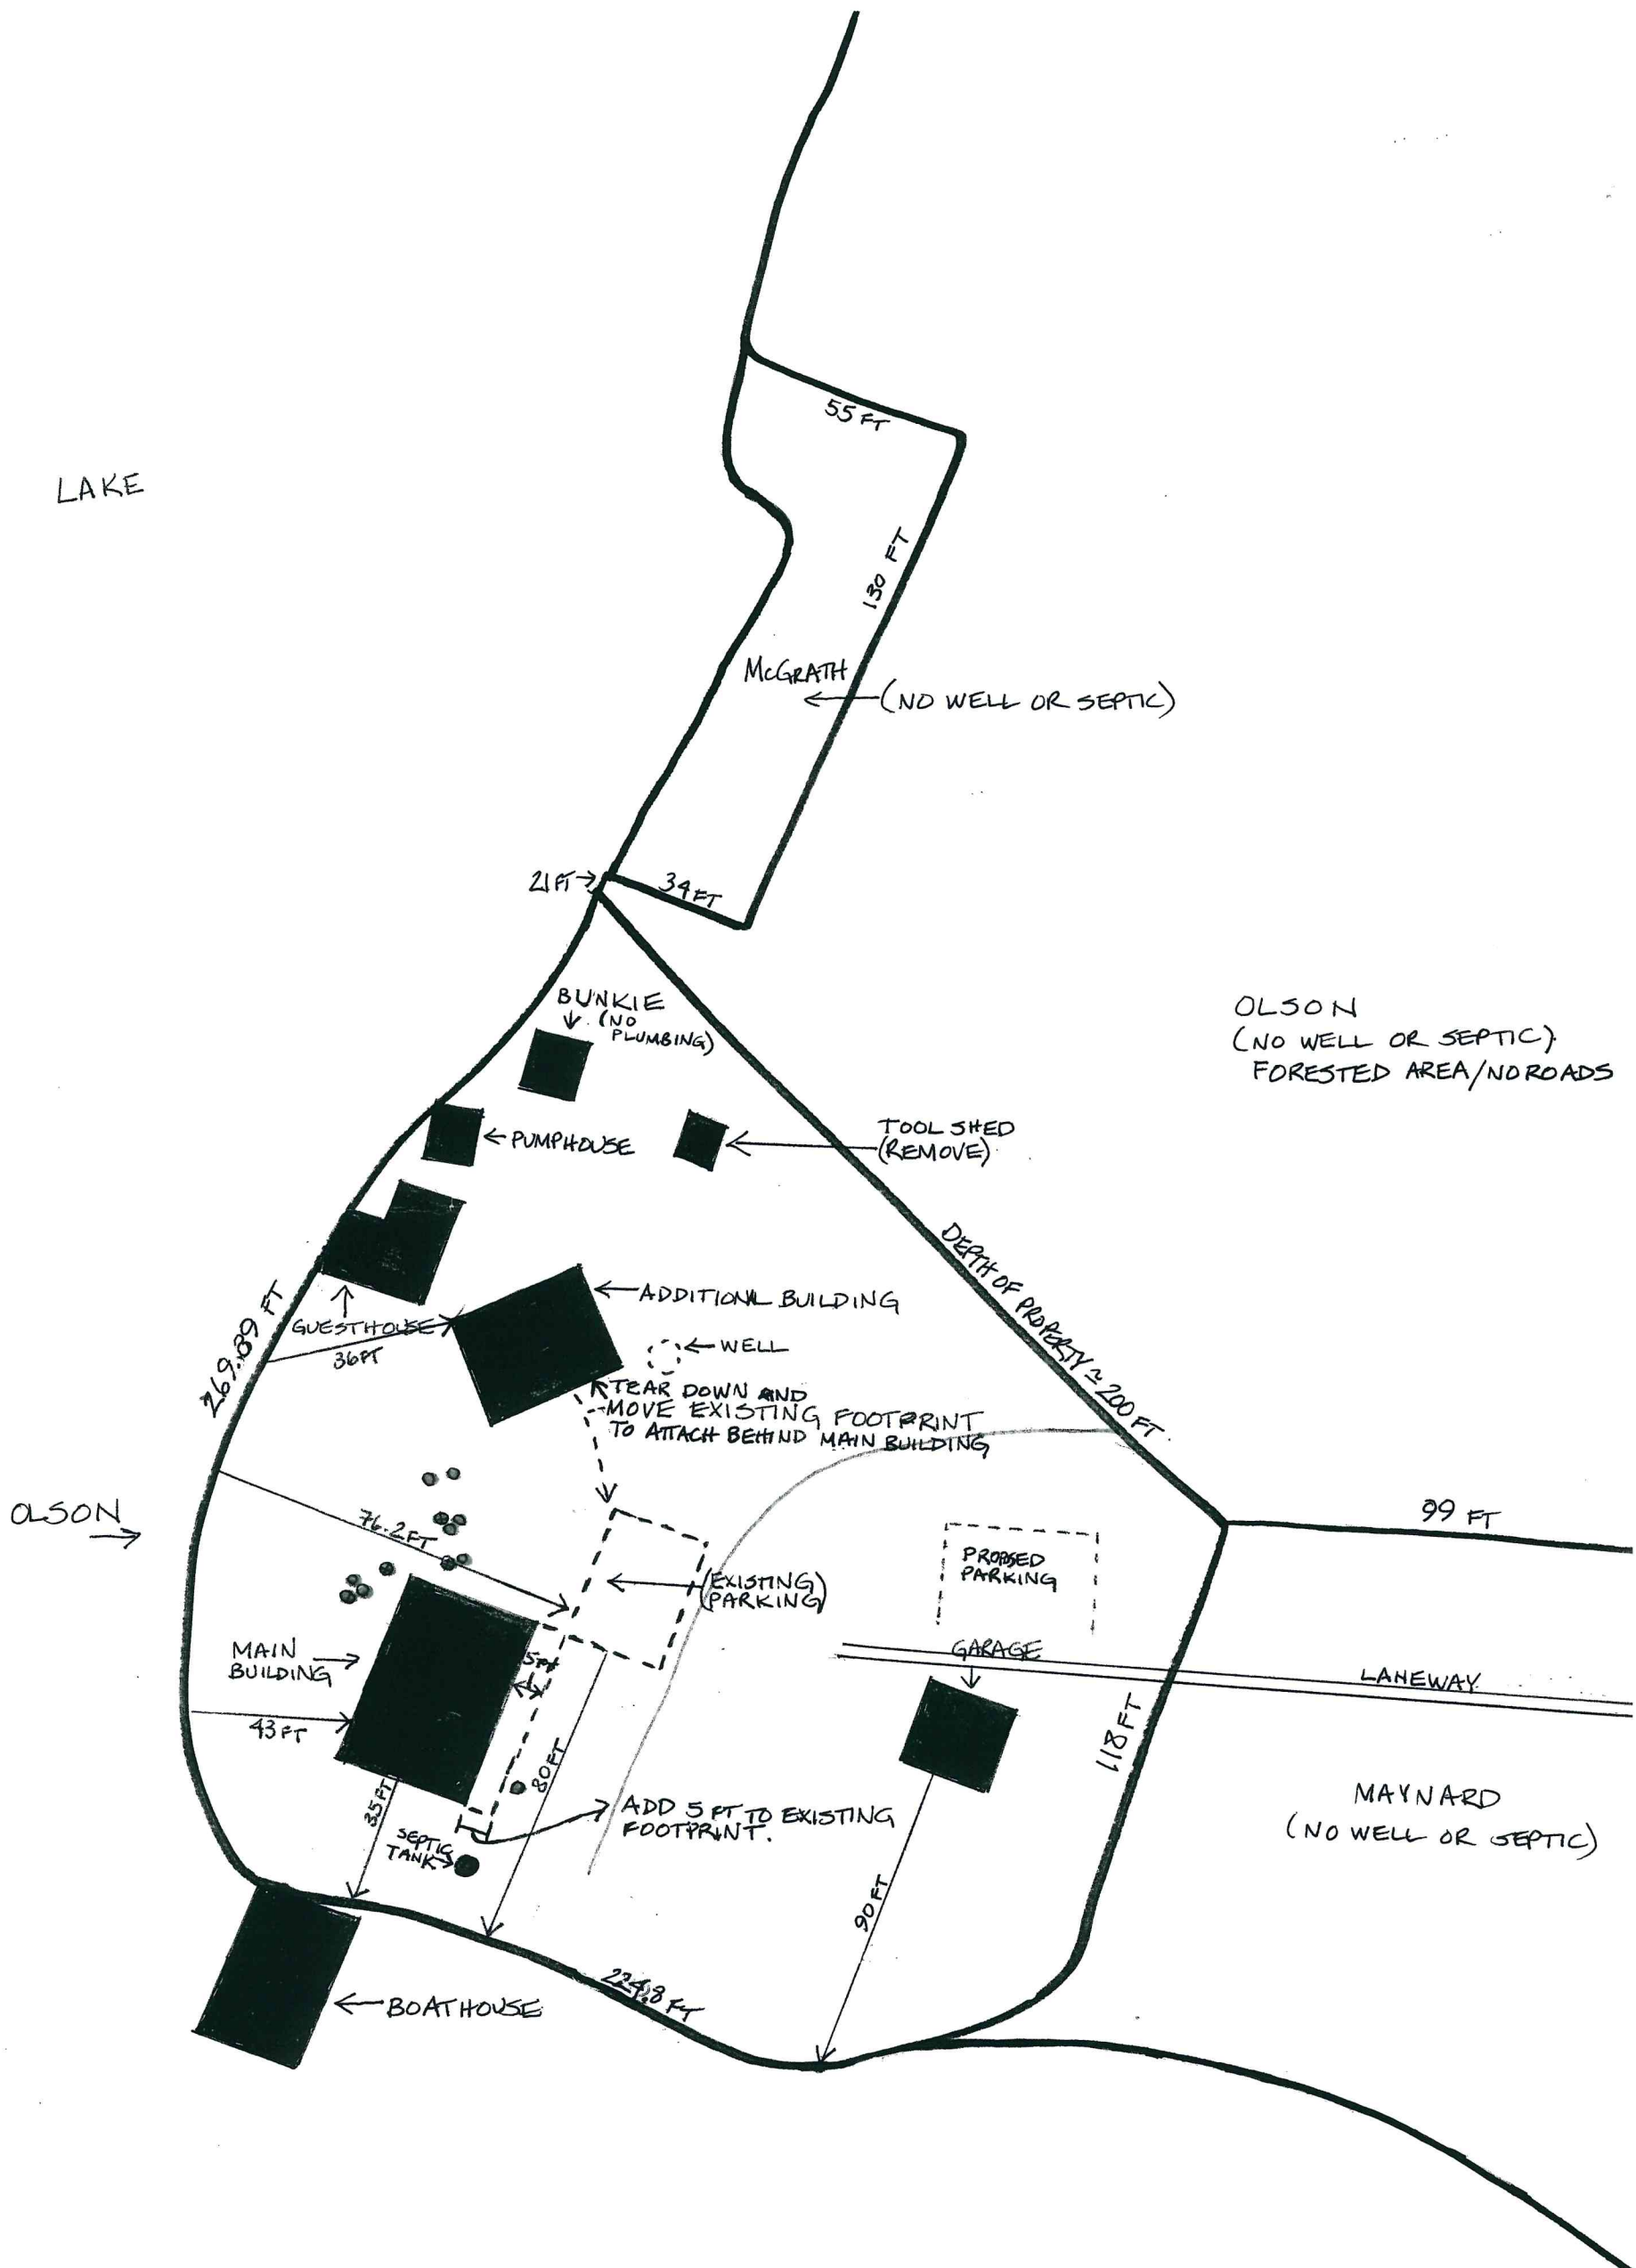 55 FT
LAKE
130 FT
McGRATH
(NO WELL OR SEPTIC)
21 FT
34 FT
BUNKIE
(NO
PLUMBING)
OLSON
(NO WELL OR SEPTIC)
FORESTED AREA/NO ROADS
PUMPHOUSE
TOOL SHED
(REMOVE)
DEPTH OF PROPERTY ≃ 200 FT.
ADDITIONAL BUILDING
GUESTHOUSE
36 FT
269.89 FT
WELL
TEAR DOWN AND
MOVE EXISTING FOOTPRINT
TO ATTACH BEHIND MAIN BUILDING
OLSON
76.2 FT
99 FT
PROPSED
PARKING
(EXISTING)
(PARKING)
MAIN
BUILDING
5 FT
GARAGE
LANEWAY
43 FT
118 FT
80 FT
35 FT
MAYNARD
(NO WELL OR SEPTIC)
ADD 5 FT TO EXISTING
FOOTPRINT.
SEPTIC
TANK
90 FT
224.8 FT
BOATHOUSE